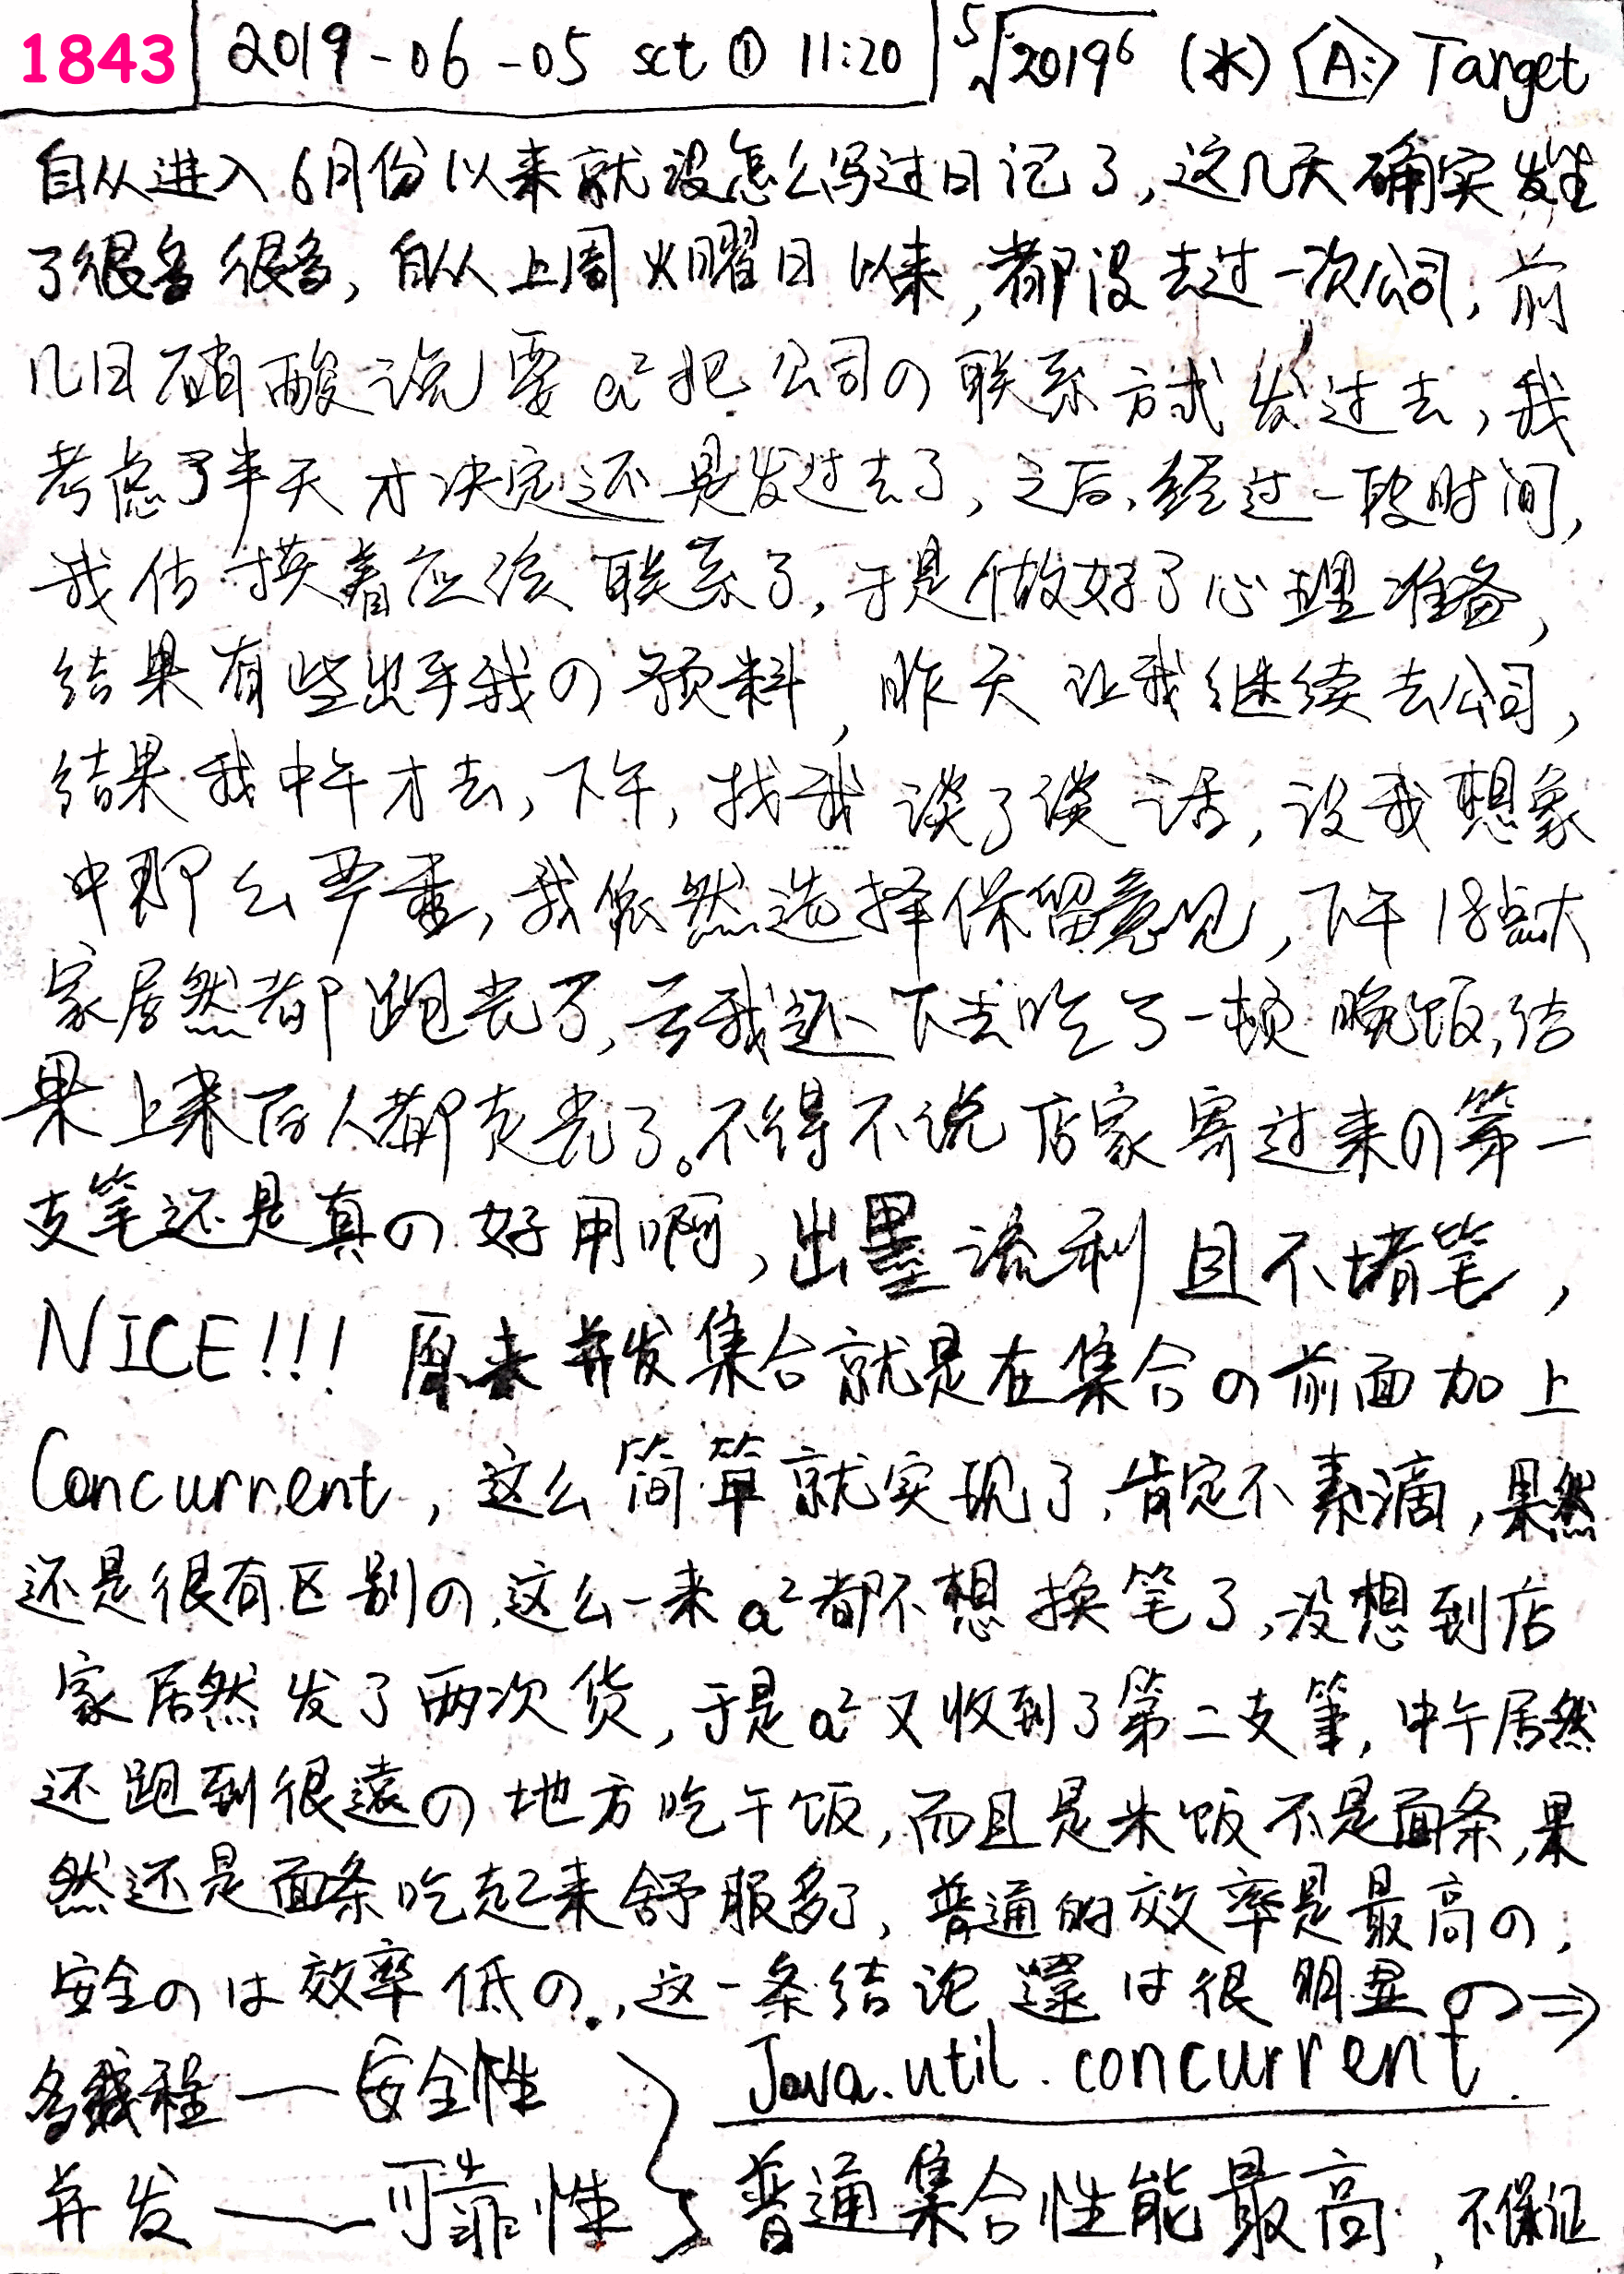 1843 2019-06-05 sct ① 11:20 ⁵√2019⁶ (水) A:> Target
自从进入6月份以来就没怎么写过日记了,这几天确实发生
了很多很多,自从上周火曜日以来,都没去过一次公司,前
几日硝酸说要a²把公司の联系方式发过去,我
考虑了半天才决定还是发过去了,之后,经过一段时间,
我估摸着应该联系了,于是做好了心理准备,
结果有些出乎我の预料,昨天让我继续去公司,
结果我中午才去,下午,找我谈了谈话,没我想象
中那么严重,我依然选择保留意见,下午18点大
家居然都跑光了,云我还下去吃了一顿晚饭,结
果上来后人都走光了。不得不说店家寄过来の第一
支笔还是真の好用啊,出墨流利且不堵笔,
NICE!!! 原来并发集合就是在集合の前面加上
Concurrent,这么简单就实现了,肯定不素滴,果然
还是很有区别の,这么一来a²都不想换笔了,没想到店
家居然发了两次货,于是a²又收到了第二支筆,中午居然
还跑到很遠の地方吃午饭,而且是米饭不是面条,果
然还是面条吃起来舒服多了,普通的效率是最高の,
安全のは效率低の.,这一条结论還は很明显の⇒
多线程—安全性 Java.util.concurrent.
并发—可靠性 普通集合性能最高,不保证